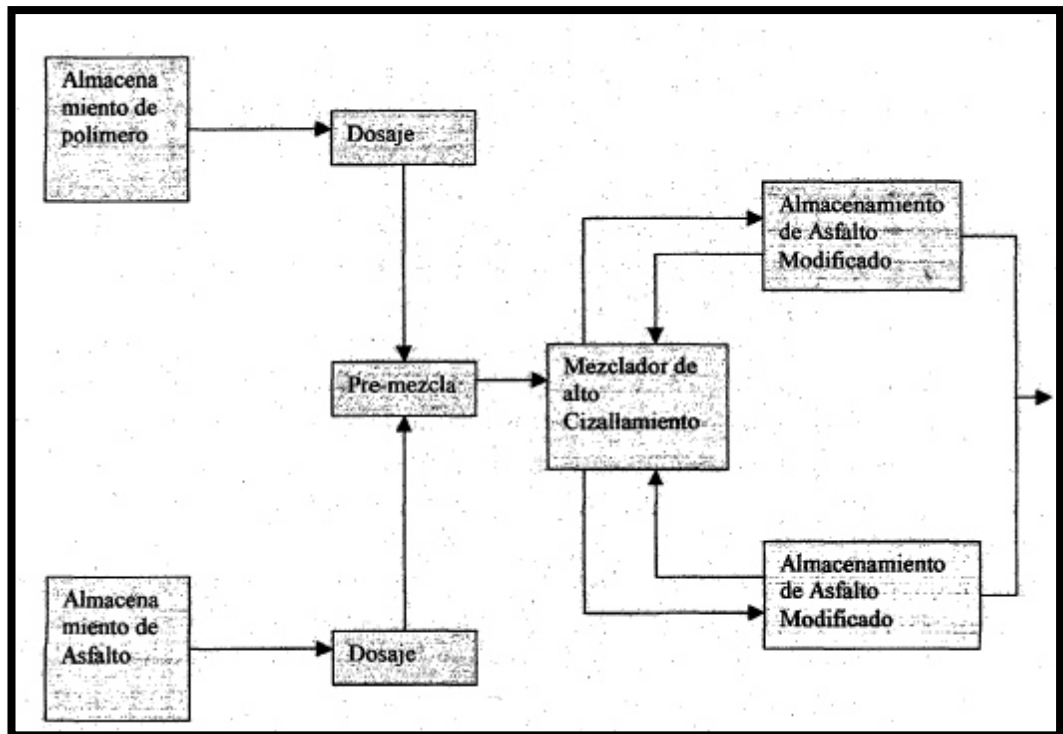 Almacena
miento de
polímero
Dosaje
Almacenamiento
de Asfalto
Modificado
Pre-mezcla
Mezclador de
alto
Cizallamiento
Almacenamiento
de Asfalto
Modificado
Almacena
miento de
Asfalto
Dosaje